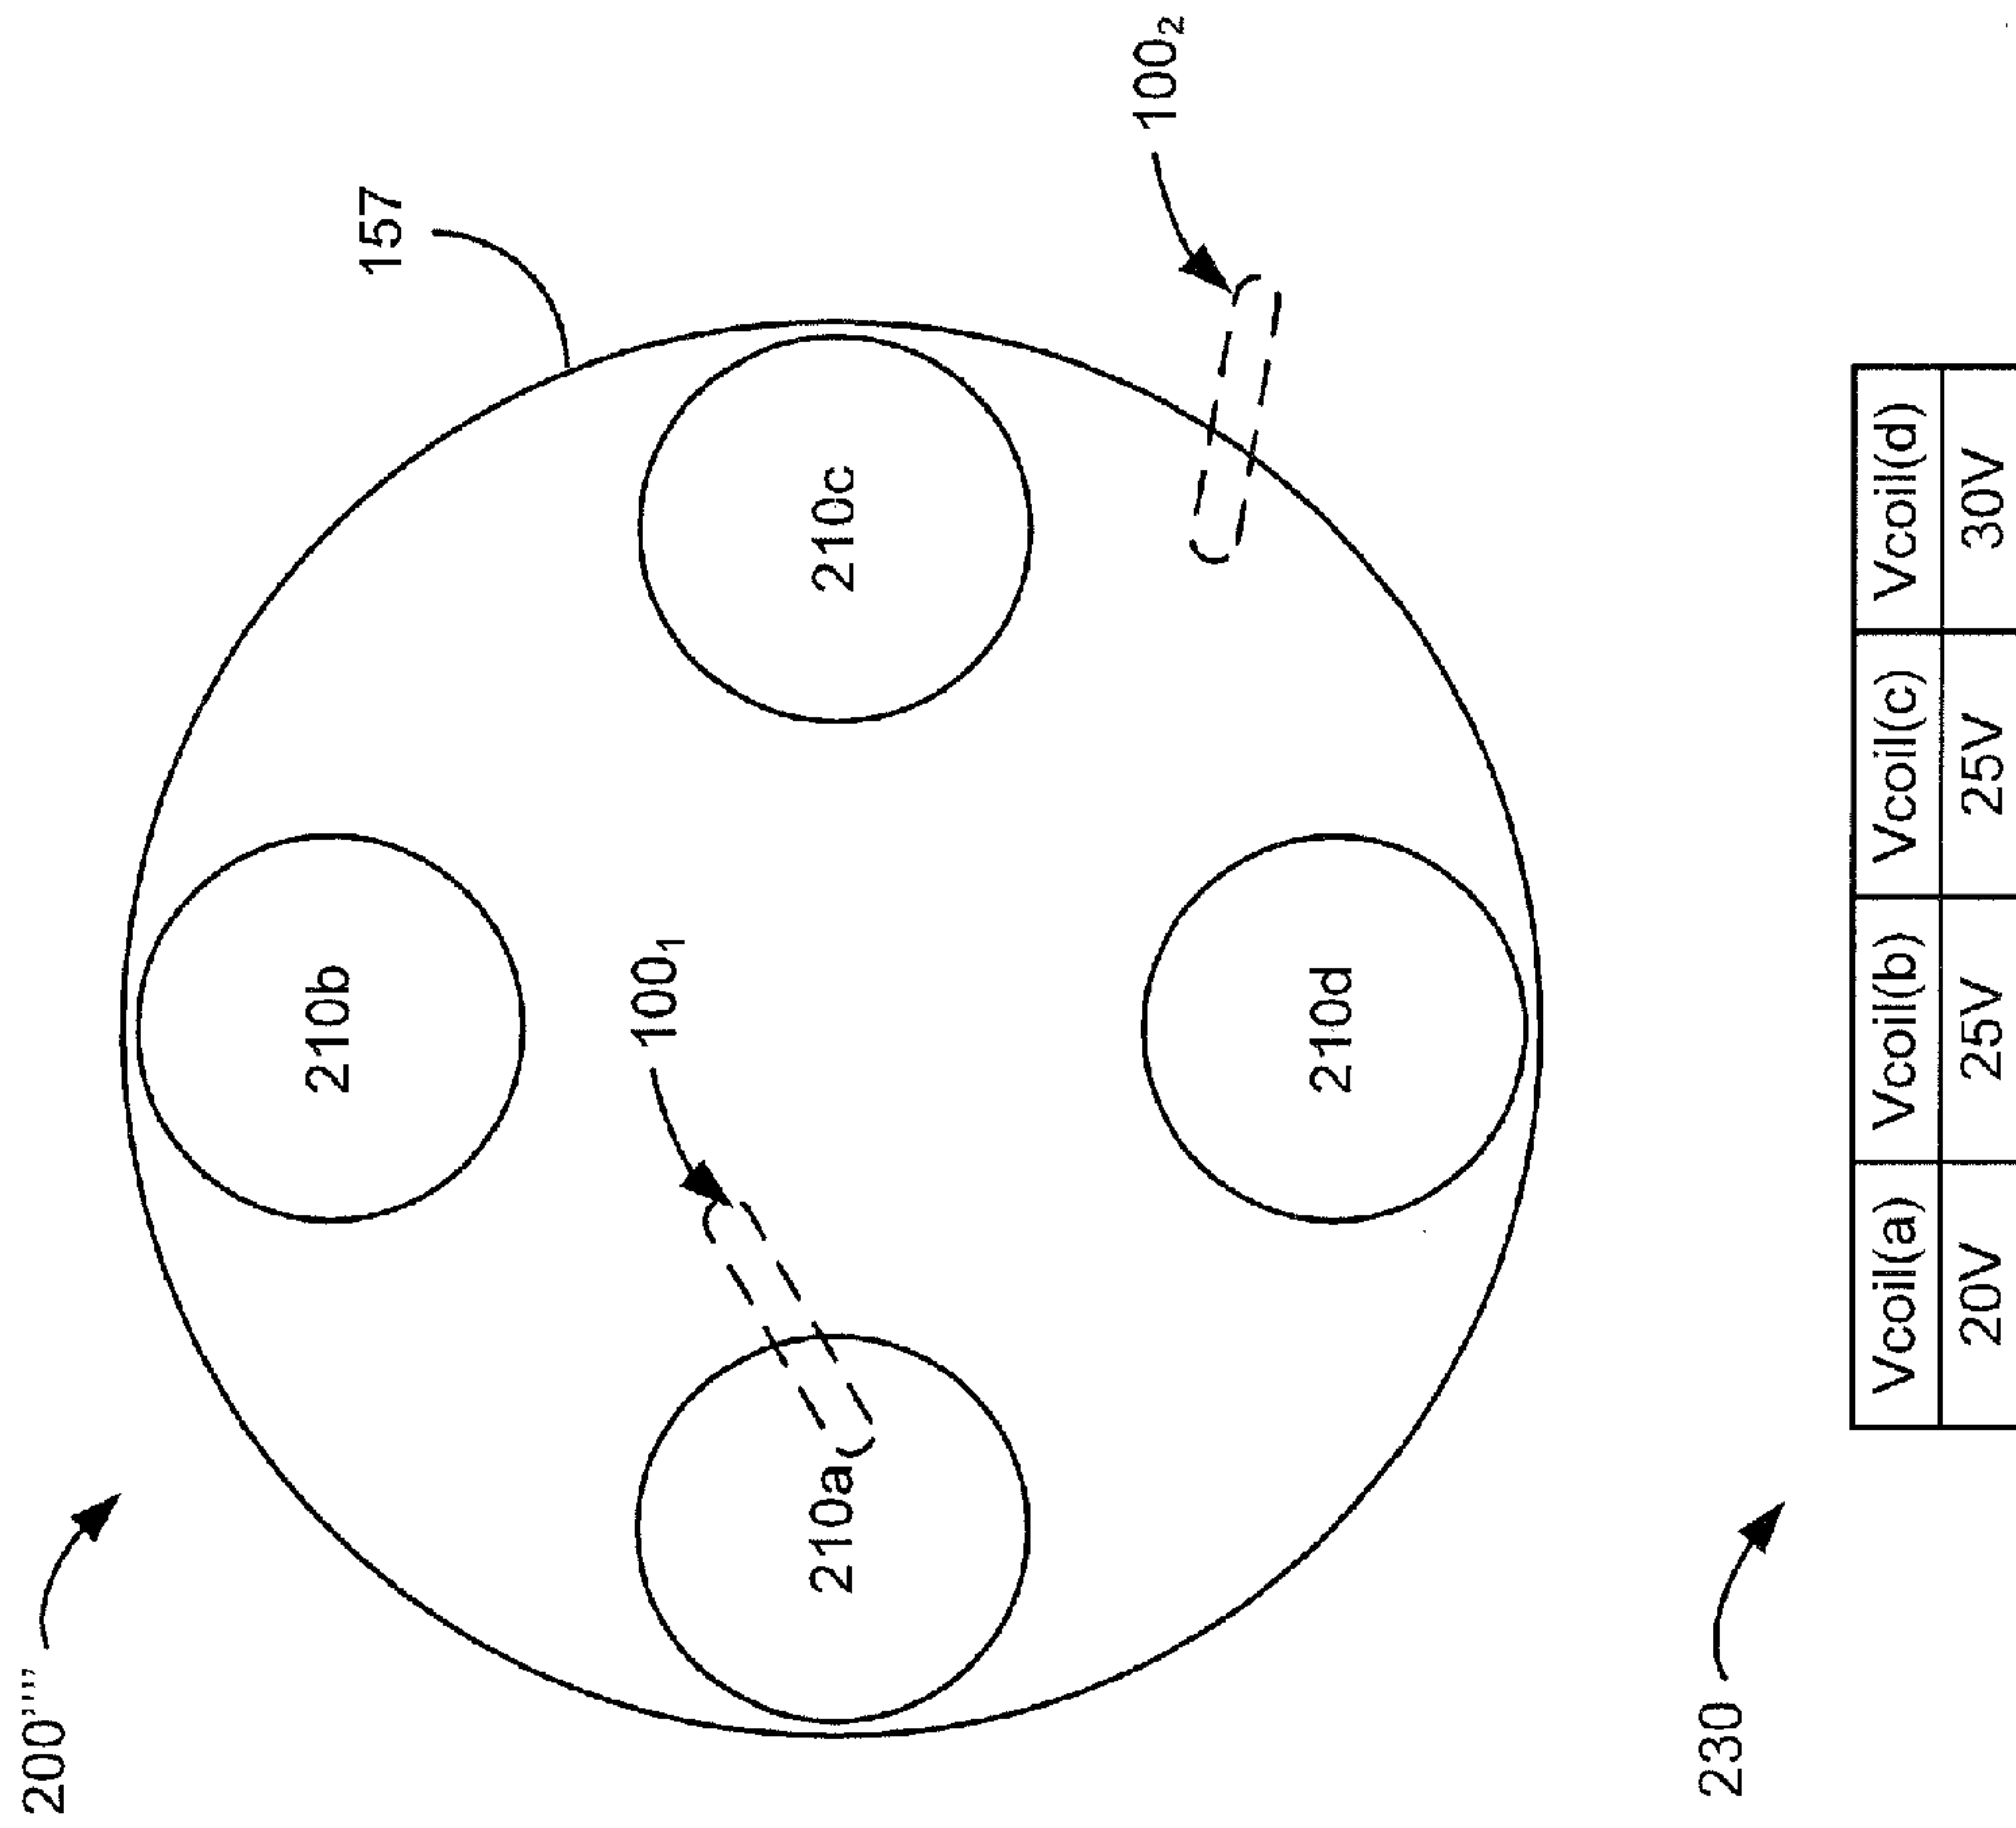 200'''''
210b
157
100₁
210a
210c
100₂
210d
230
Vcoil(a) Vcoil(b) Vcoil(c) Vcoil(d)
20V 25V 25V 30V